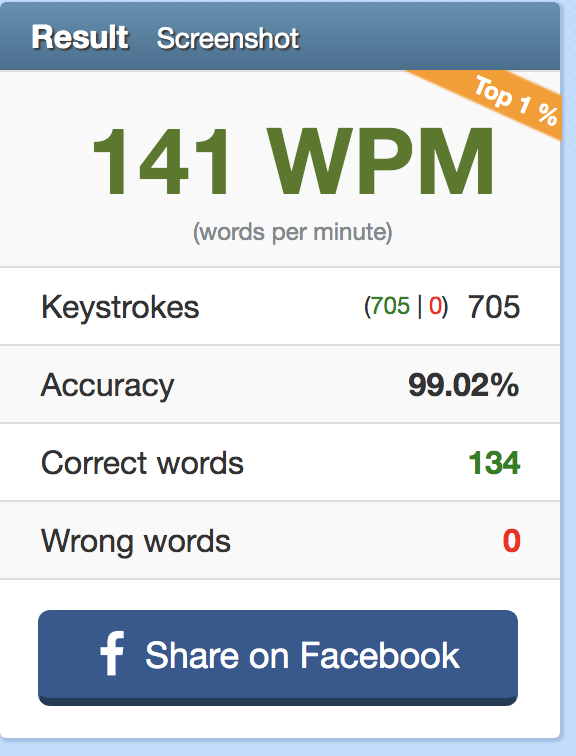 Result Screenshot
Top 1 %
141 WPM
(words per minute)
Keystrokes (705 | 0) 705
Accuracy 99.02%
Correct words 134
Wrong words 0
Share on Facebook